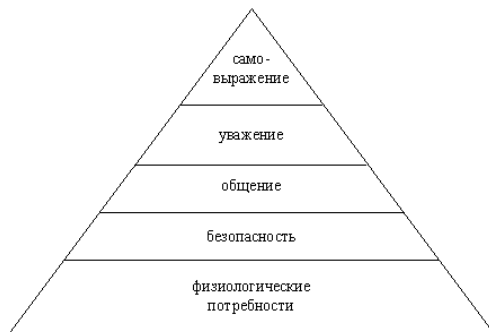 само-
выражение
уважение
общение
безопасность
физиологические
потребности